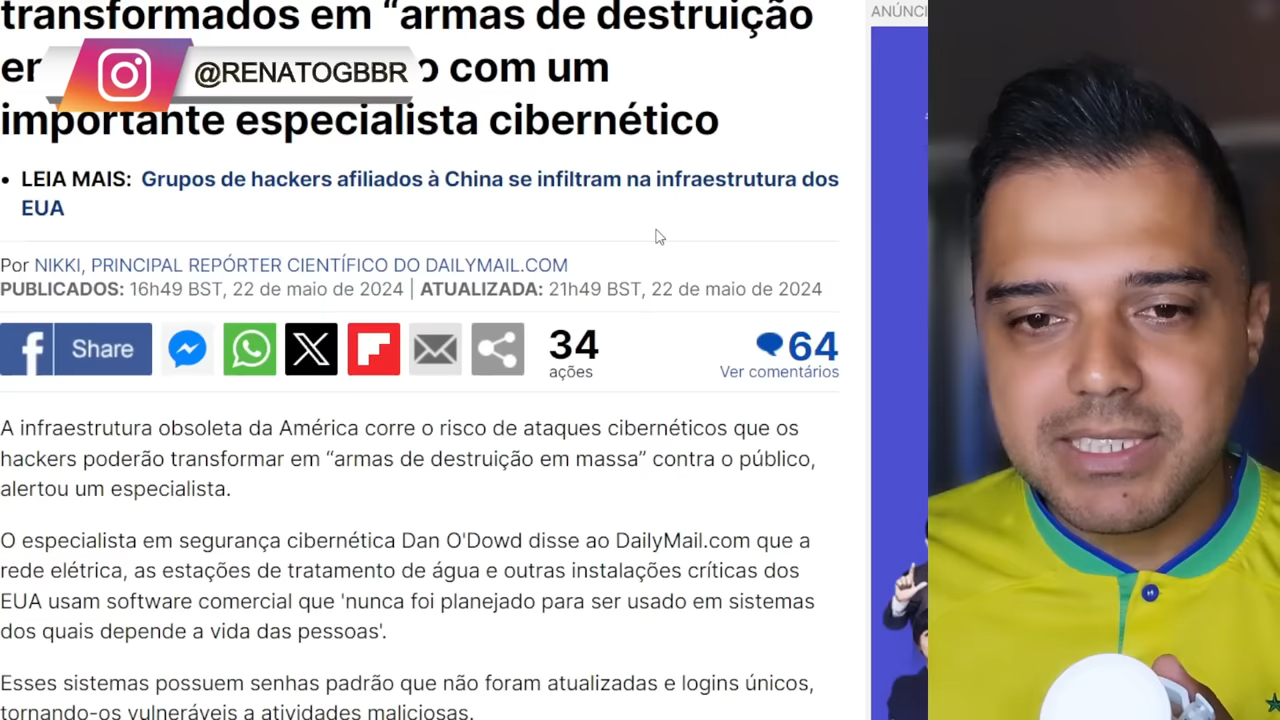 transformados em “armas de destruição
ANÚNCI
@RENATOGBBR
com um
importante especialista cibernético
• LEIA MAIS: Grupos de hackers afiliados à China se infiltram na infraestrutura dos
EUA
Por NIKKI, PRINCIPAL REPÓRTER CIENTÍFICO DO DAILYMAIL.COM
PUBLICADOS: 16h49 BST, 22 de maio de 2024 | ATUALIZADA: 21h49 BST, 22 de maio de 2024
Share
34
ações
64
Ver comentários
A infraestrutura obsoleta da América corre o risco de ataques cibernéticos que os
hackers poderão transformar em “armas de destruição em massa” contra o público,
alertou um especialista.
O especialista em segurança cibernética Dan O'Dowd disse ao DailyMail.com que a
rede elétrica, as estações de tratamento de água e outras instalações críticas dos
EUA usam software comercial que 'nunca foi planejado para ser usado em sistemas
dos quais depende a vida das pessoas'.
Esses sistemas possuem senhas padrão que não foram atualizadas e logins únicos,
tornando-os vulneráveis a atividades maliciosas.